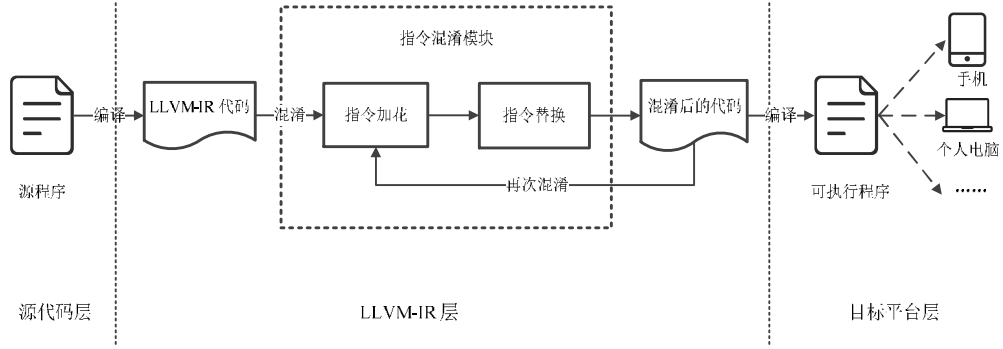 指令混淆模块
源程序
编译
LLVM-IR 代码
混淆
指令加花
指令替换
混淆后的代码
再次混淆
编译
可执行程序
手机
个人电脑
……
源代码层
LLVM-IR 层
目标平台层